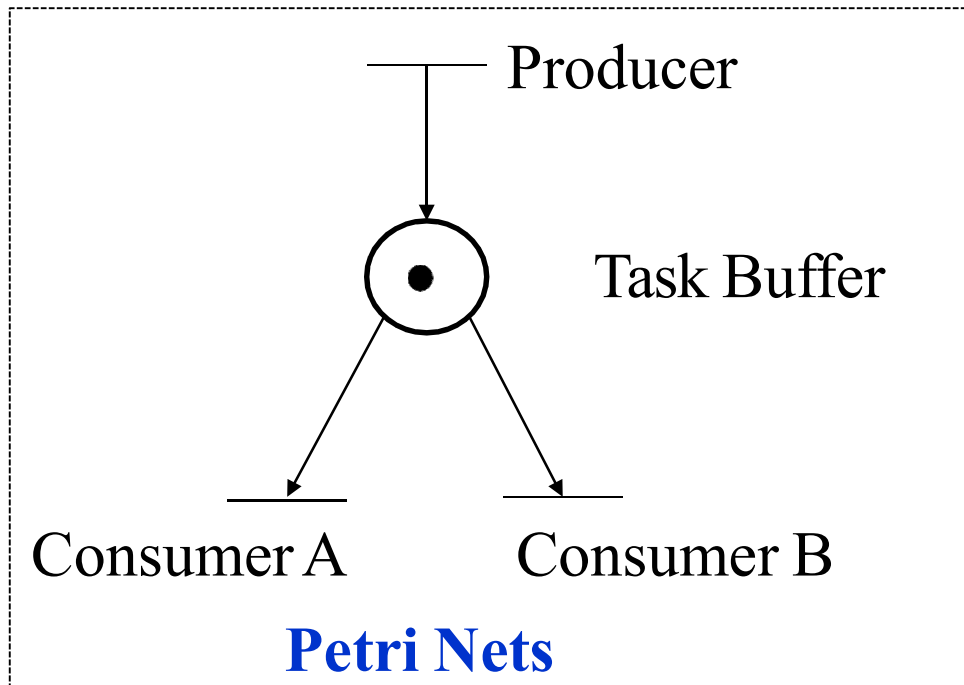 Producer
Task Buffer
Consumer A
Consumer B
Petri Nets